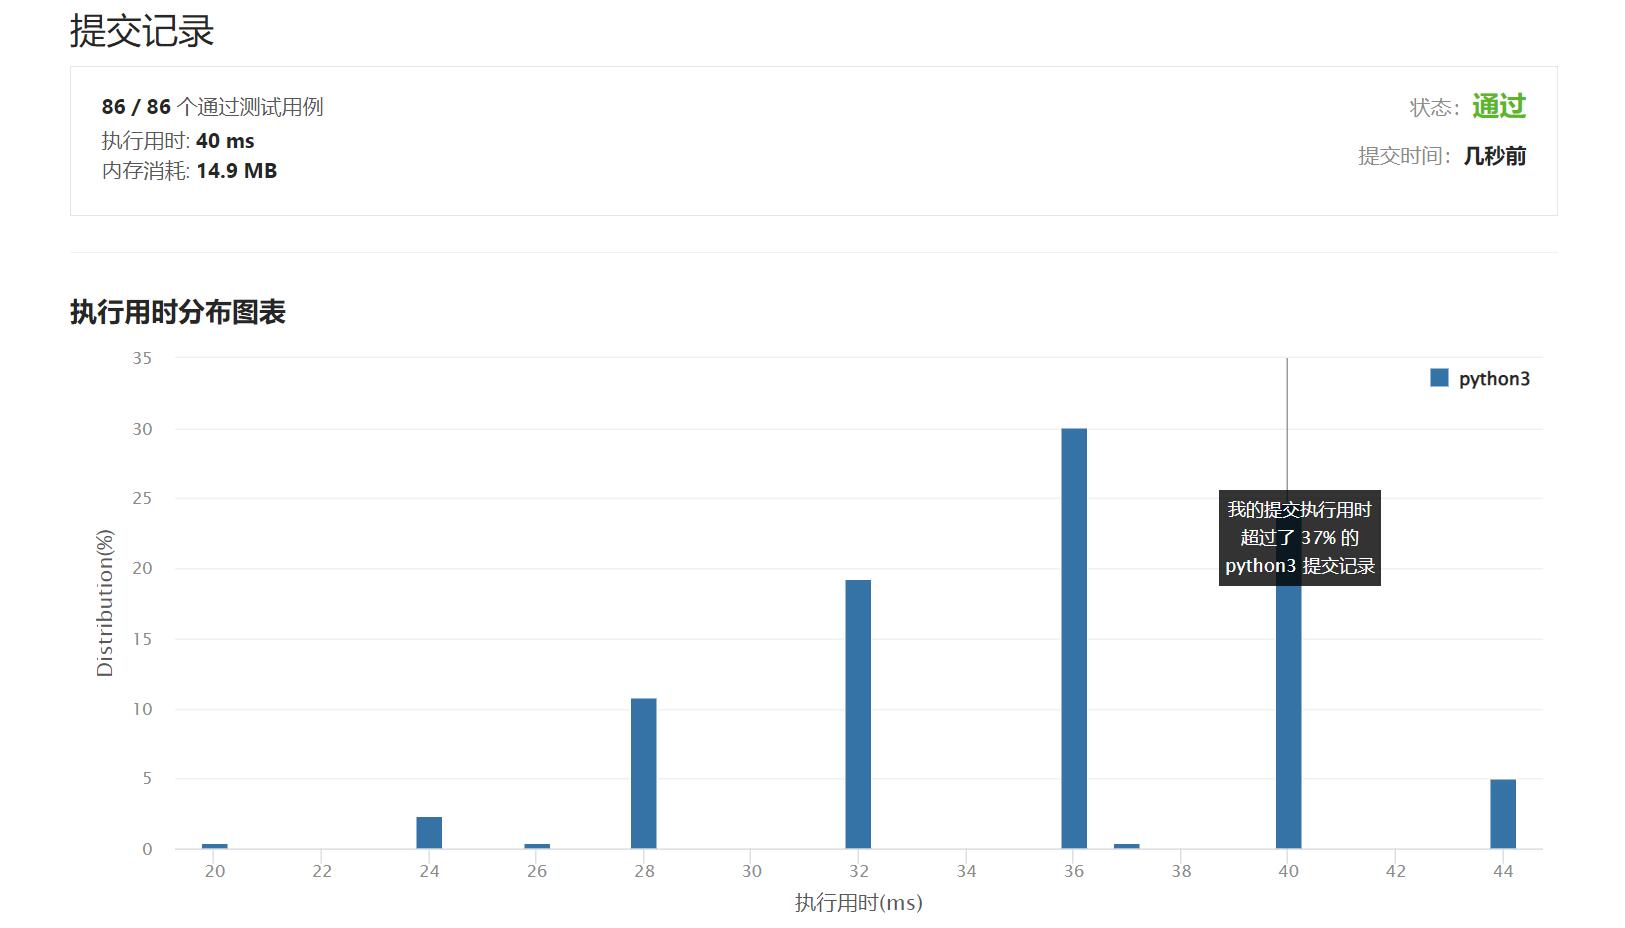 提交记录
86 / 86 个通过测试用例
状态：通过
执行用时: 40 ms
提交时间：几秒前
内存消耗: 14.9 MB
执行用时分布图表
35
python3
30
25
我的提交执行用时
超过了 37% 的
python3 提交记录
20
Distribution(%)
15
10
5
0
20 22 24 26 28 30 32 34 36 38 40 42 44
执行用时(ms)